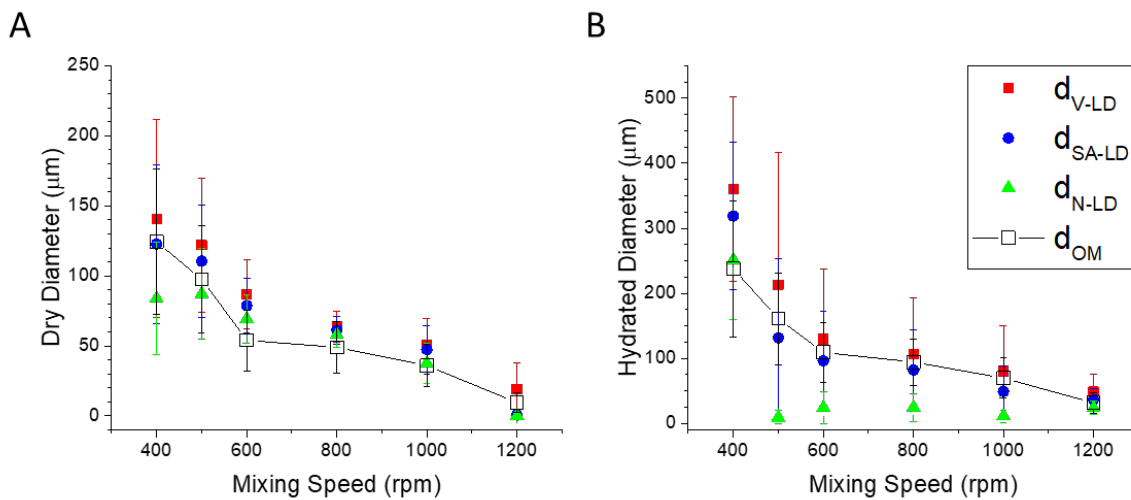 A
B
250
200
150
100
50
0
Dry Diameter (μm)
400 600 800 1000 1200
Mixing Speed (rpm)
500
400
300
200
100
0
Hydrated Diameter (μm)
400 600 800 1000 1200
Mixing Speed (rpm)
dV-LD
dSA-LD
dN-LD
dOM